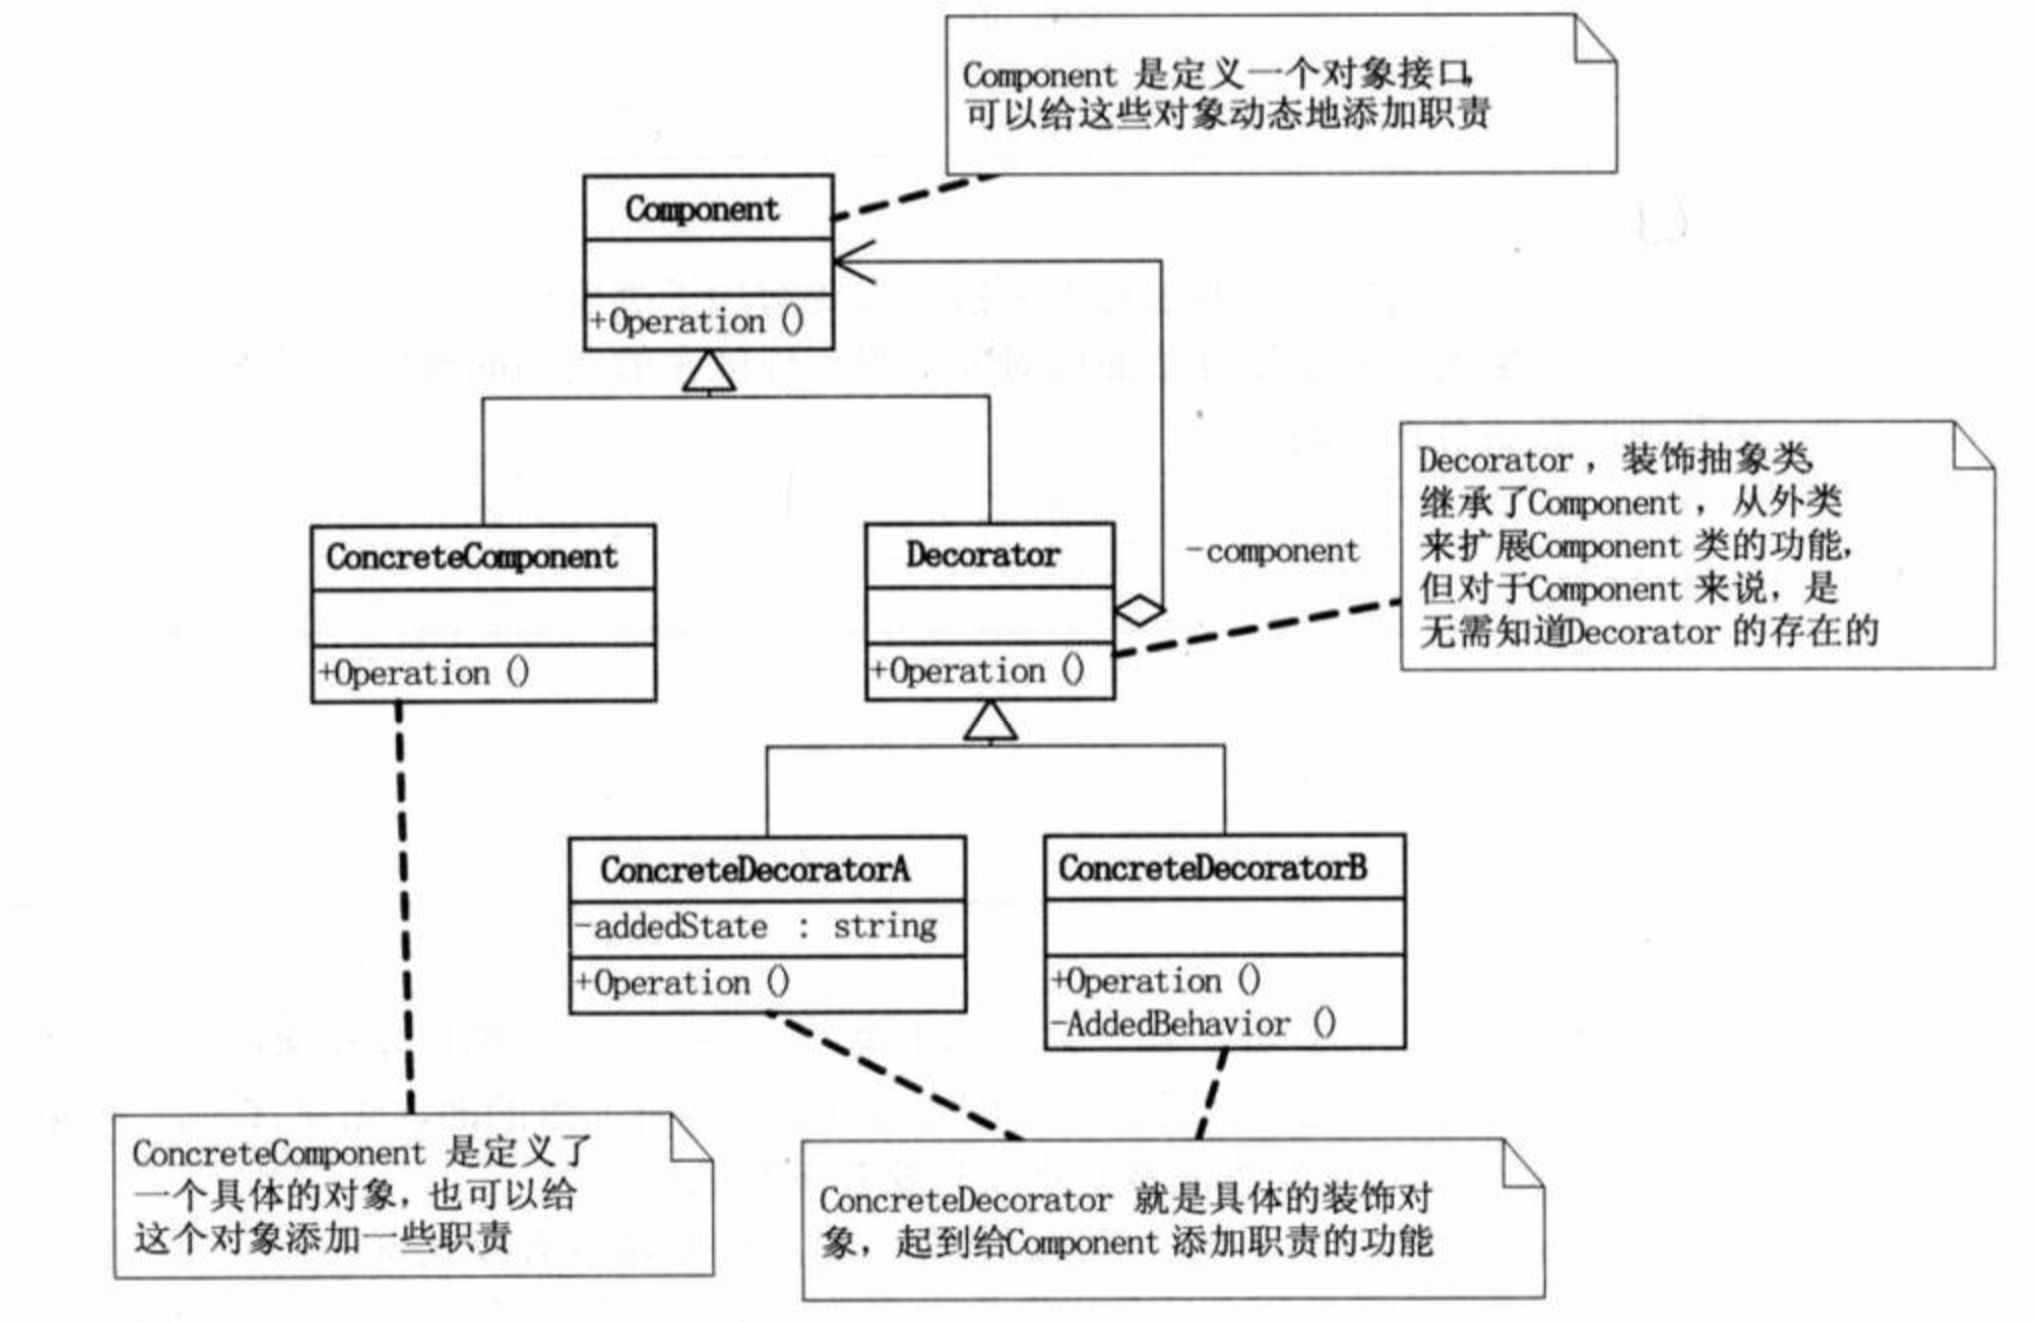 Component 是定义一个对象接口,
可以给这些对象动态地添加职责
Component
+Operation ()
Decorator , 装饰抽象类,
继承了Component , 从外类
来扩展Component 类的功能,
但对于Component 来说, 是
无需知道Decorator 的存在的
ConcreteComponent
+Operation ()
Decorator
+Operation ()
-component
ConcreteDecoratorA
-addedState : string
+Operation ()
ConcreteDecoratorB
+Operation ()
-AddedBehavior ()
ConcreteComponent 是定义了
一个具体的对象, 也可以给
这个对象添加一些职责
ConcreteDecorator 就是具体的装饰对
象, 起到给Component 添加职责的功能